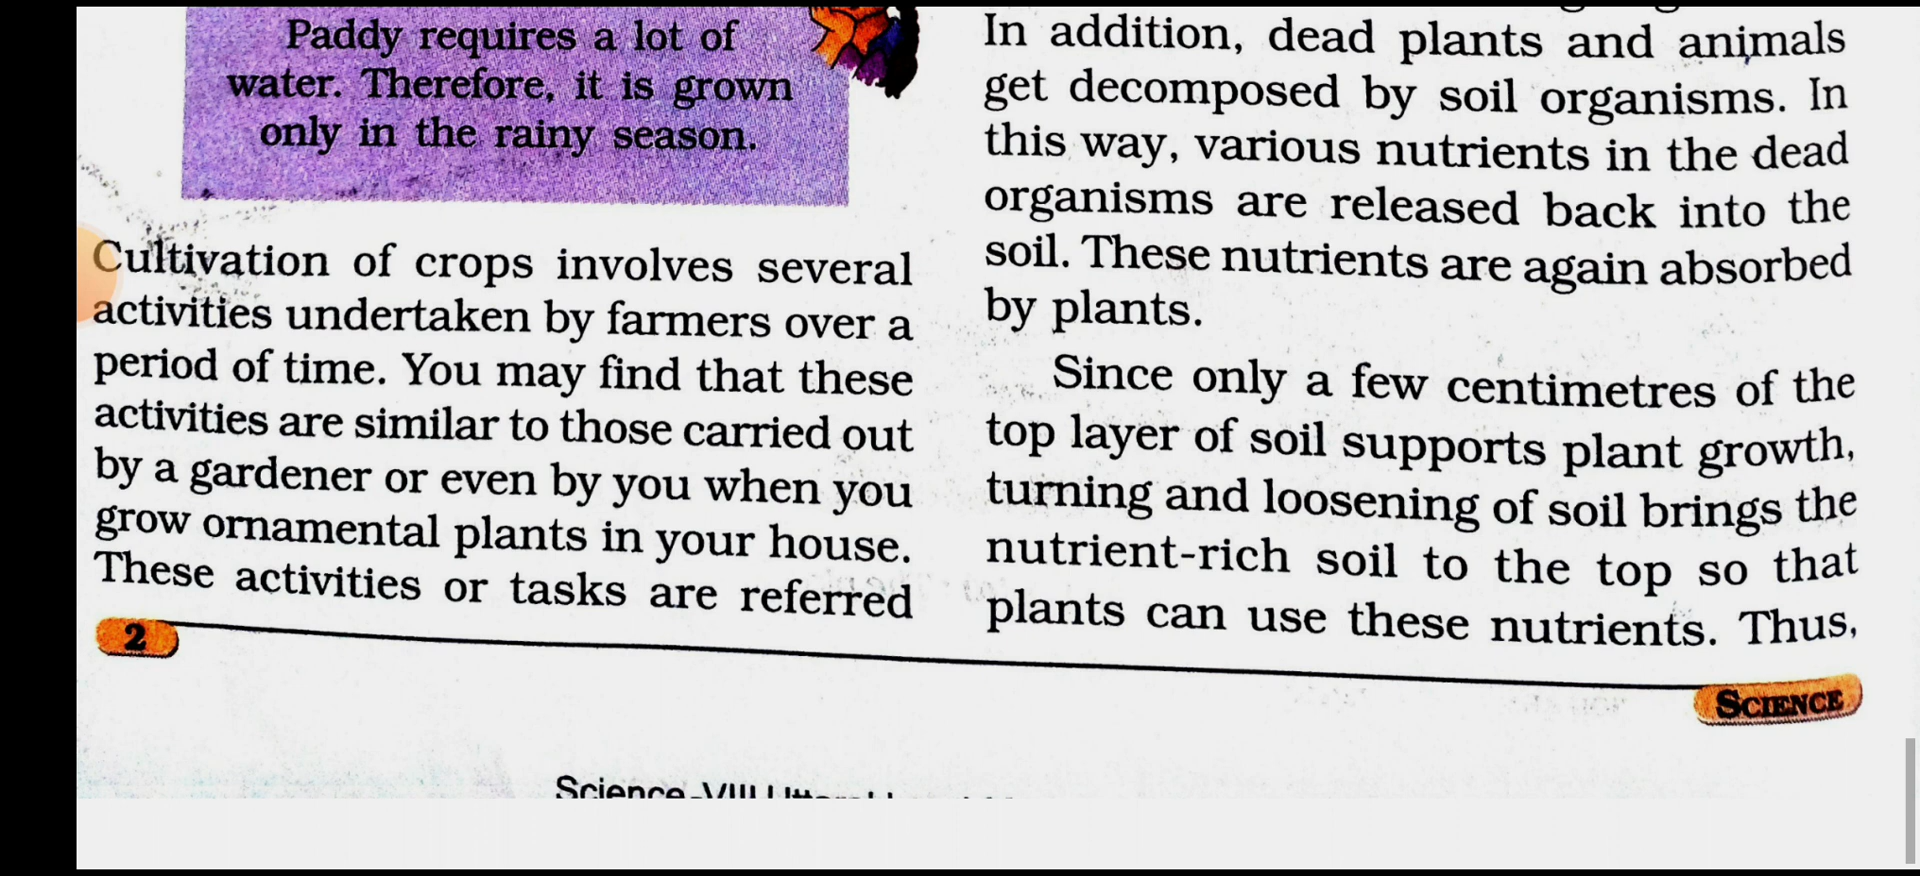 Paddy requires a lot of
water. Therefore, it is grown
only in the rainy season.
Cultivation of crops involves several
activities undertaken by farmers over a
period of time. You may find that these
activities are similar to those carried out
by a gardener or even by you when you
grow ornamental plants in your house.
These activities or tasks are referred
2
In addition, dead plants and animals
get decomposed by soil organisms. In
this way, various nutrients in the dead
organisms are released back into the
soil. These nutrients are again absorbed
by plants.
Since only a few centimetres of the
top layer of soil supports plant growth,
turning and loosening of soil brings the
nutrient-rich soil to the top so that
plants can use these nutrients. Thus,
SCIENCE
Science-VIII